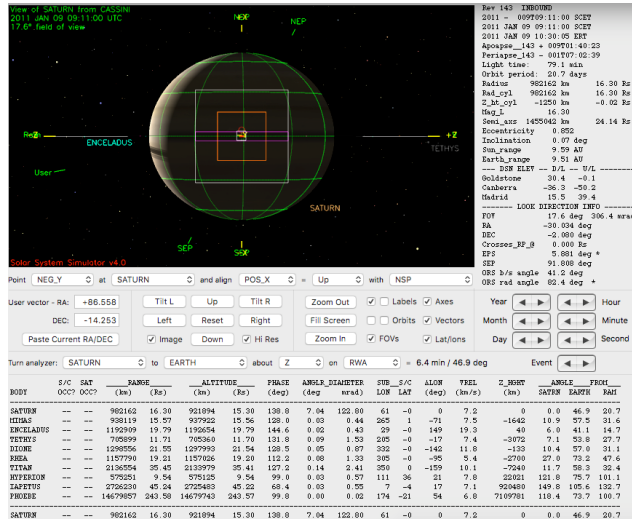 View of SATURN from CASSINI
2011 JAN 09 09:11:00 UTC
17.6° field of view
NEP
-Z
ENCELADUS
+Z
TETHYS
User
SATURN
SEP
Solar System Simulator v4.0
Rev 143 INBOUND
2011 - 009T09:11:00 SCET
2011 JAN 09 09:11:00 SCET
2011 JAN 09 10:30:05 ERT
Apoapse_143 + 009T01:40:23
Periapse_143 - 001T07:02:39
Light time: 79.1 min
Orbit period: 20.7 days
Radius 982162 km 16.30 Rs
Rad_cyl 982162 km 16.30 Rs
Z_ht_cyl -1250 km -0.02 Rs
Mag_L 16.30
Semi_axs 1455042 km 24.14 Rs
Eccentricity 0.852
Inclination 0.07 deg
Sun_range 9.59 AU
Earth_range 9.51 AU
--- DSN ELEV -- D/L -- U/L ------
Goldstone 30.4 -0.1
Canberra -36.3 -50.2
Madrid 15.5 39.4
------- LOOK DIRECTION INFO -------
FOV 17.6 deg 306.4 mrad
RA -30.034 deg
DEC -2.080 deg
Crosses_RP_@ 0.000 Rs
EPS 5.881 deg *
SEP 91.808 deg
ORS b/s angle 41.2 deg
ORS rad angle 82.4 deg *
Point NEG_Y at SATURN and align POS_X = Up with NSP
User vector - RA: +86.558 Tilt L Up Tilt R Zoom Out Labels Axes Year Hour
DEC: -14.253 Left Reset Right Fill Screen Orbits Vectors Month Minute
Paste Current RA/DEC Image Down Hi Res Zoom In FOVs Lat/lons Day Second
Turn analyzer: SATURN to EARTH about Z on RWA = 6.4 min / 46.9 deg Event
S/C SAT RANGE ALTITUDE PHASE ANGLR_DIAMETER SUB_S/C ΔLON VREL Z_HGHT ANGLE FROM
BODY OCC? OCC? (km) (Rs) (km) (Rs) (deg) (deg) mrad LON LAT (deg) (km/s) (km) SATRN EARTH RAM
SATURN -- -- 982162 16.30 921894 15.30 138.8 7.04 122.80 61 -0 0 7.2 0 0.0 46.9 20.7
MIMAS -- -- 938119 15.57 937922 15.56 128.0 0.03 0.44 265 1 -71 7.5 -1642 10.9 57.5 31.6
ENCELADUS -- -- 1192909 19.79 1192654 19.79 144.6 0.02 0.43 29 -0 149 19.3 40 6.0 41.1 14.7
TETHYS -- -- 705899 11.71 705360 11.70 131.8 0.09 1.53 205 -0 -17 7.4 -3072 7.1 53.8 27.7
DIONE -- -- 1298556 21.55 1297993 21.54 128.5 0.05 0.87 332 -0 -142 11.8 -133 10.4 57.0 31.1
RHEA -- -- 1157790 19.21 1157026 19.20 112.2 0.08 1.33 305 -0 -95 5.4 -2700 27.0 73.2 47.6
TITAN -- -- 2136554 35.45 2133979 35.41 127.2 0.14 2.41 350 -0 -159 10.1 -7240 11.7 58.3 32.4
HYPERION -- -- 575251 9.54 575125 9.54 99.0 0.03 0.57 111 36 21 7.8 22021 121.8 75.7 101.1
IAPETUS -- -- 2726230 45.24 2725483 45.22 68.4 0.03 0.55 7 -4 17 7.1 920480 149.8 105.6 132.7
PHOEBE -- -- 14679857 243.58 14679743 243.57 99.8 0.00 0.02 174 -21 54 6.8 7109781 118.4 73.7 100.7
SATURN -- -- 982162 16.30 921894 15.30 138.8 7.04 122.80 61 -0 0 7.2 0 0.0 46.9 20.7